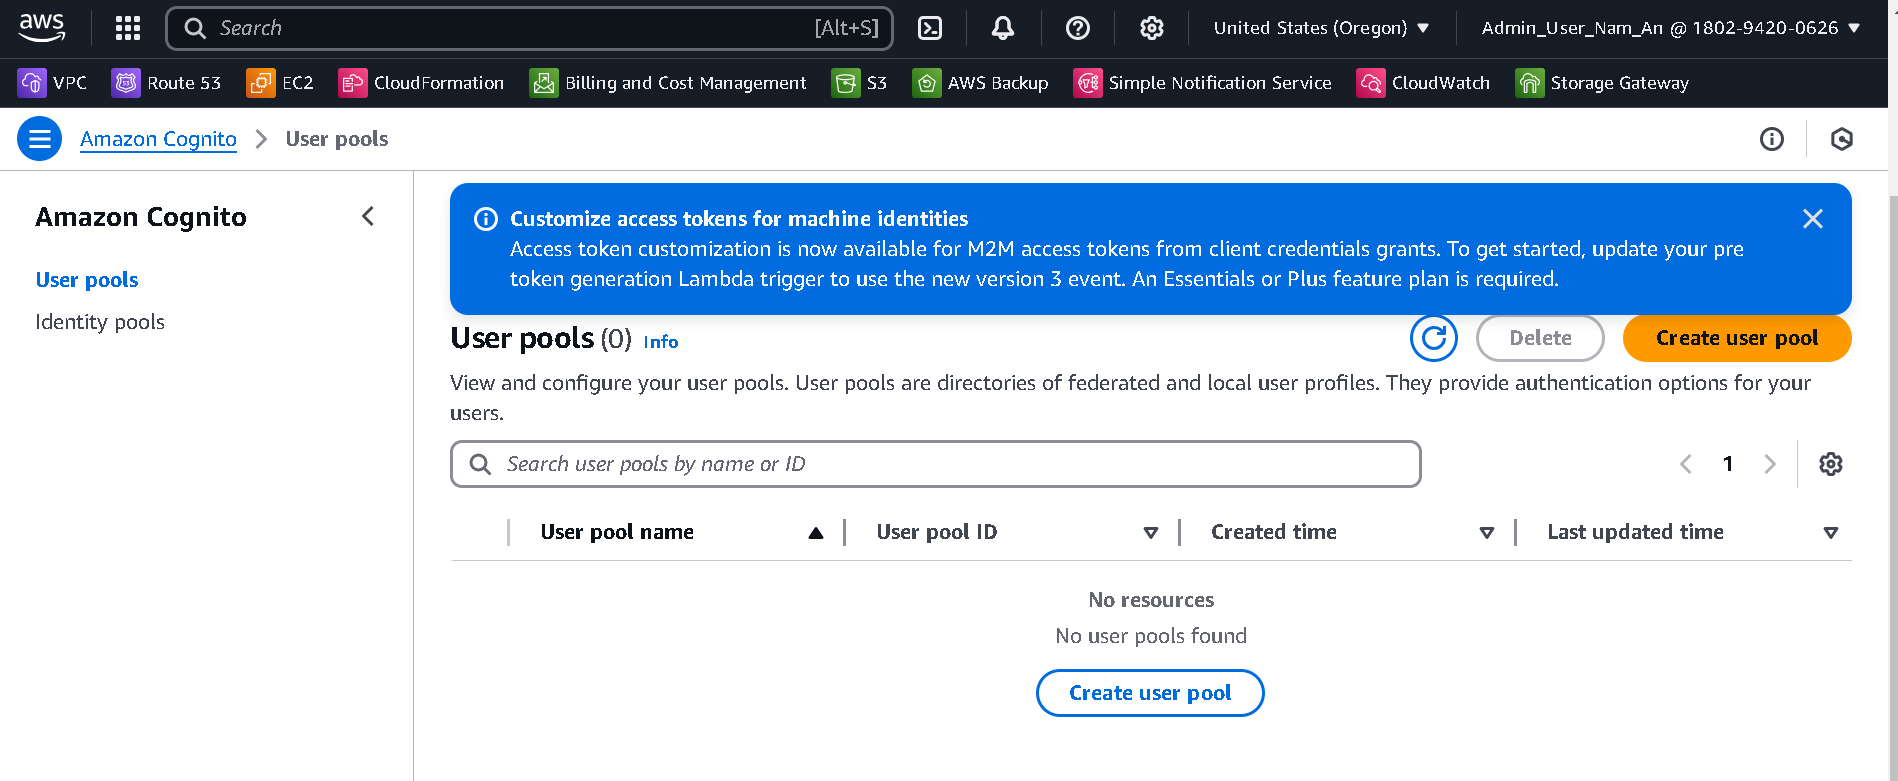 aws
Search [Alt+S]
United States (Oregon)
Admin_User_Nam_An @ 1802-9420-0626
VPC
Route 53
EC2
CloudFormation
Billing and Cost Management
S3
AWS Backup
Simple Notification Service
CloudWatch
Storage Gateway
Amazon Cognito
User pools
Amazon Cognito
User pools
Identity pools
Customize access tokens for machine identities
Access token customization is now available for M2M access tokens from client credentials grants. To get started, update your pre
token generation Lambda trigger to use the new version 3 event. An Essentials or Plus feature plan is required.
User pools (0) Info
Delete
Create user pool
View and configure your user pools. User pools are directories of federated and local user profiles. They provide authentication options for your
users.
Search user pools by name or ID
1
User pool name
User pool ID
Created time
Last updated time
No resources
No user pools found
Create user pool